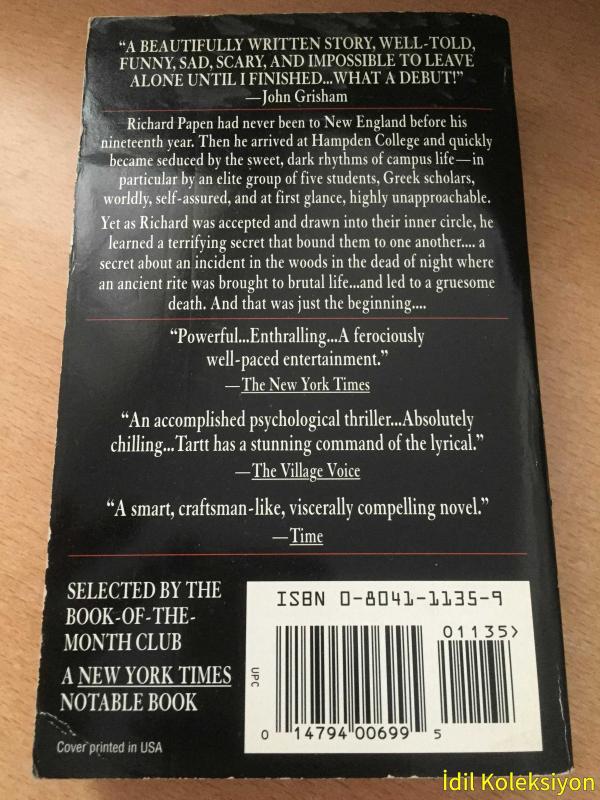 “A BEAUTIFULLY WRITTEN STORY, WELL-TOLD,
FUNNY, SAD, SCARY, AND IMPOSSIBLE TO LEAVE
ALONE UNTIL I FINISHED...WHAT A DEBUT!”
—John Grisham
Richard Papen had never been to New England before his
nineteenth year. Then he arrived at Hampden College and quickly
became seduced by the sweet, dark rhythms of campus life—in
particular by an elite group of five students, Greek scholars,
worldly, self-assured, and at first glance, highly unapproachable.
Yet as Richard was accepted and drawn into their inner circle, he
learned a terrifying secret that bound them to one another.... a
secret about an incident in the woods in the dead of night where
an ancient rite was brought to brutal life...and led to a gruesome
death. And that was just the beginning....
“Powerful...Enthralling...A ferociously
well-paced entertainment.”
—The New York Times
“An accomplished psychological thriller...Absolutely
chilling...Tartt has a stunning command of the lyrical.”
—The Village Voice
“A smart, craftsman-like, viscerally compelling novel.”
—Time
SELECTED BY THE
BOOK-OF-THE-
MONTH CLUB
A NEW YORK TIMES
NOTABLE BOOK
Cover printed in USA
ISBN 0-8041-1135-9
01135>
UPC
0 14794 00699 5
İdil Koleksiyon